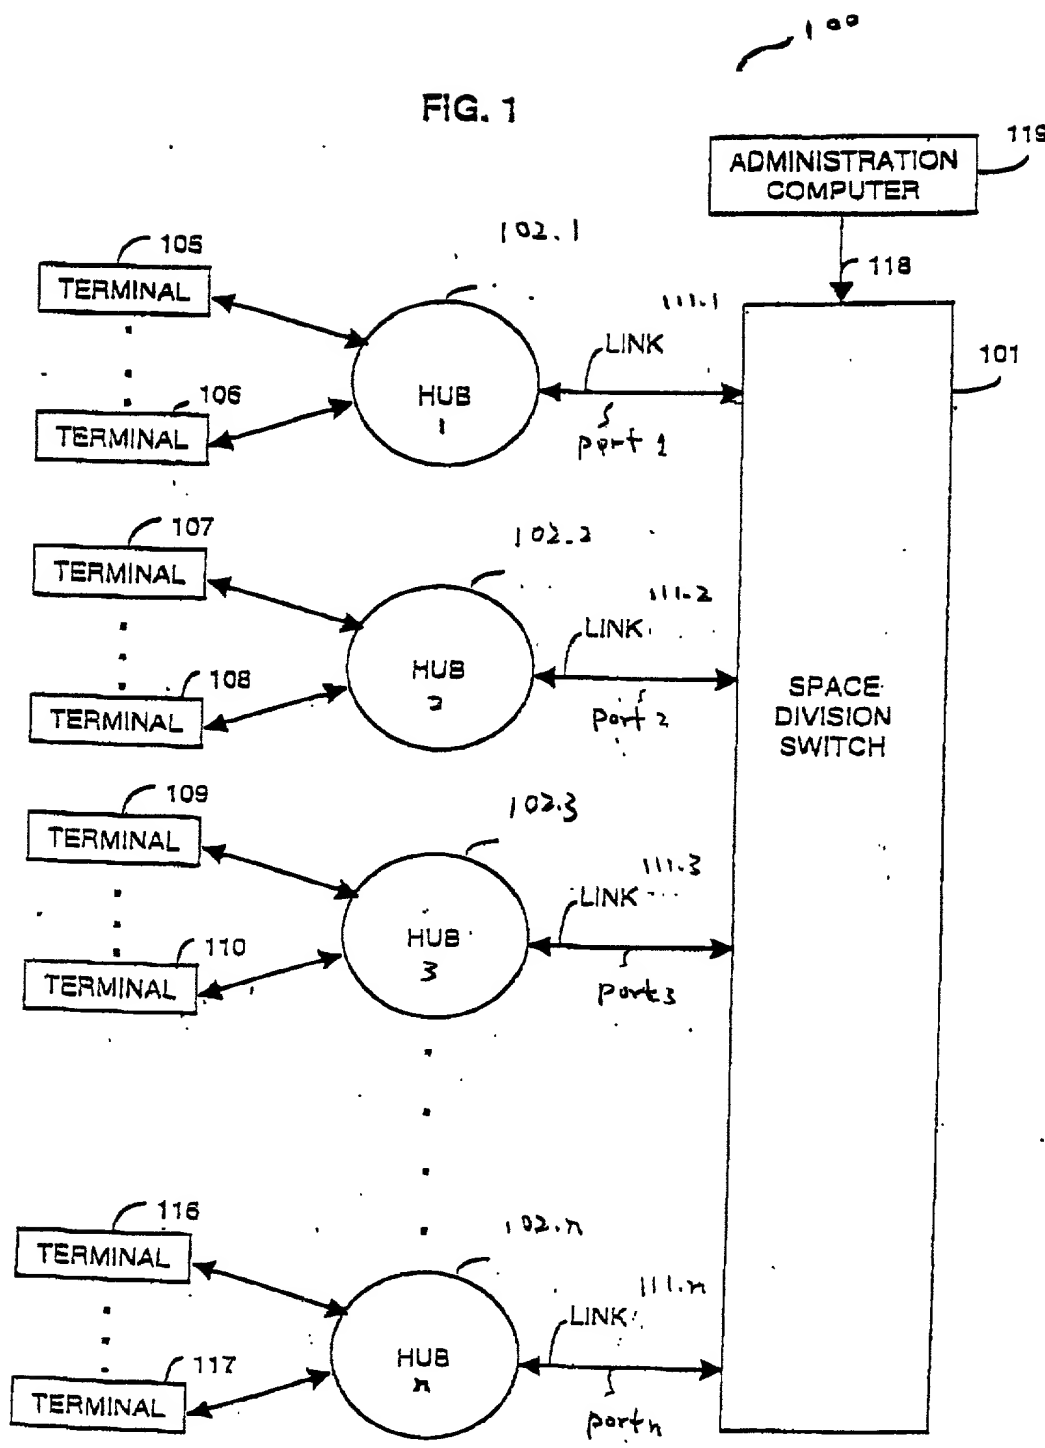 100
FIG. 1
119
ADMINISTRATION
COMPUTER
118
101
105
TERMINAL
106
TERMINAL
102.1
HUB
1
111.1
LINK
port 1
107
TERMINAL
108
TERMINAL
102.2
HUB
2
111.2
LINK
port 2
SPACE
DIVISION
SWITCH
109
TERMINAL
110
TERMINAL
102.3
HUB
3
111.3
LINK
port 3
116
TERMINAL
117
TERMINAL
102.n
HUB
n
111.n
LINK
port n